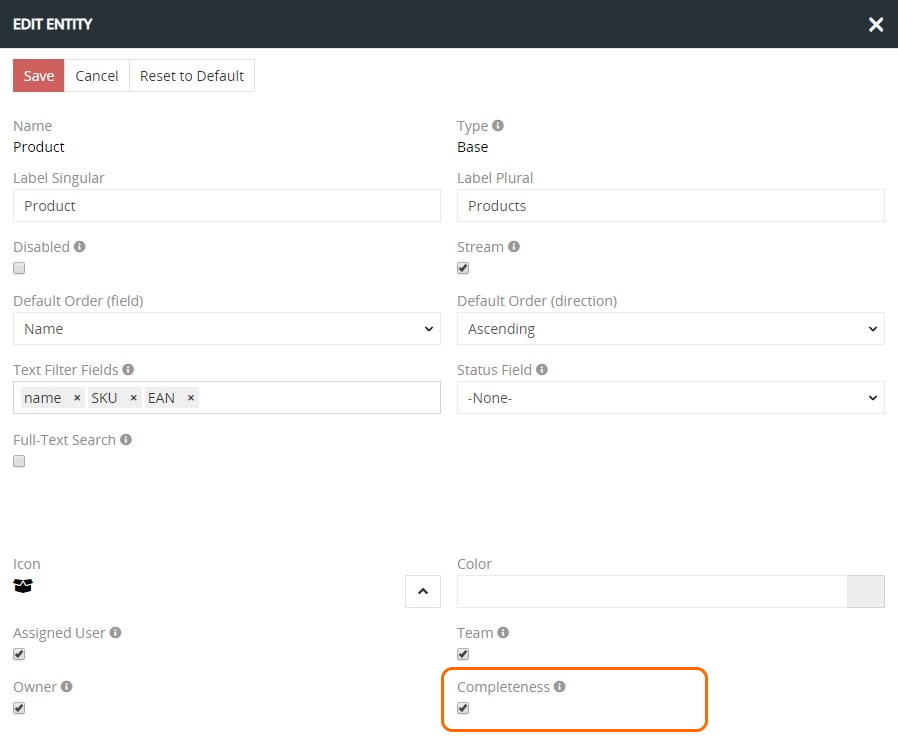 EDIT ENTITY
Save Cancel Reset to Default
Name Type
Product Base
Label Singular Label Plural
Product Products
Disabled Stream
Default Order (field) Default Order (direction)
Name Ascending
Text Filter Fields Status Field
name × SKU × EAN × -None-
Full-Text Search
Icon Color
Assigned User Team
Owner Completeness